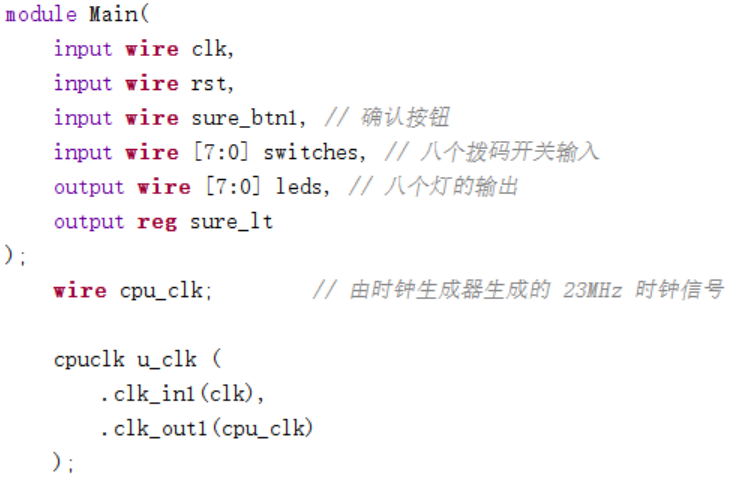 module Main(
    input wire clk,
    input wire rst,
    input wire sure_btn1, // 确认按钮
    input wire [7:0] switches, // 八个拨码开关输入
    output wire [7:0] leds, // 八个灯的输出
    output reg sure_lt
);
    wire cpu_clk;        // 由时钟生成器生成的 23MHz 时钟信号
    cpuclk u_clk (
        .clk_in1(clk),
        .clk_out1(cpu_clk)
    );